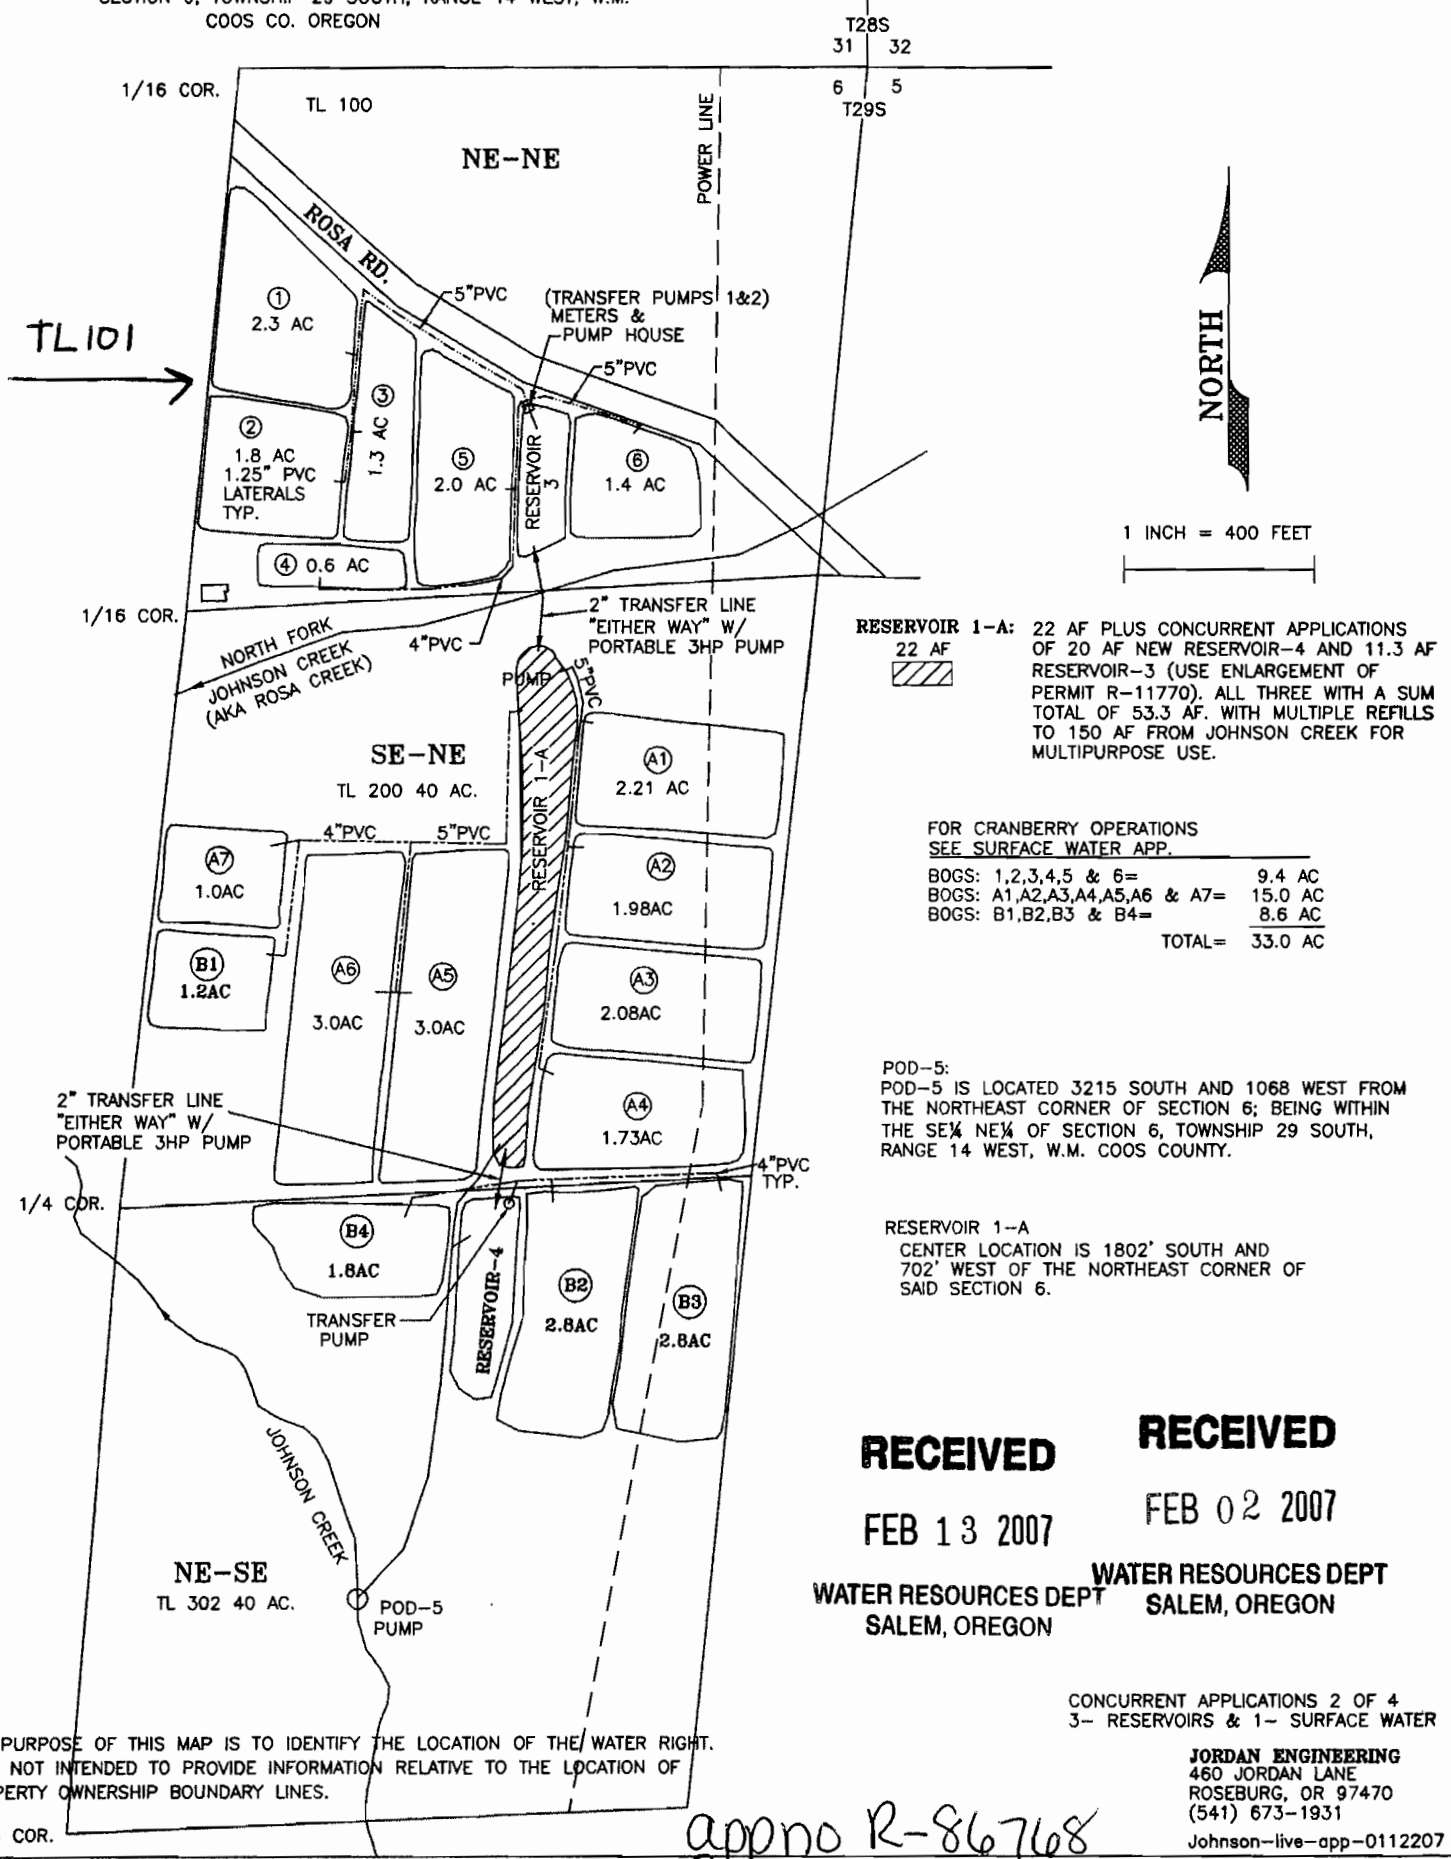 COOS CO. OREGON
T28S
31 32
6 5
T29S
1/16 COR.
TL 100
NE-NE
POWER LINE
ROSA RD.
5"PVC
(TRANSFER PUMPS 1&2)
METERS &
PUMP HOUSE
5"PVC
TL101
NORTH
1
2.3 AC
2
1.8 AC
1.25" PVC
LATERALS
TYP.
3
1.3 AC
5
2.0 AC
RESERVOIR
3
6
1.4 AC
4 0.6 AC
1 INCH = 400 FEET
1/16 COR.
NORTH FORK
JOHNSON CREEK
(AKA ROSA CREEK)
4"PVC
2" TRANSFER LINE
"EITHER WAY" W/
PORTABLE 3HP PUMP
PUMP
5"PVC
RESERVOIR 1-A: 22 AF PLUS CONCURRENT APPLICATIONS
22 AF
OF 20 AF NEW RESERVOIR-4 AND 11.3 AF
RESERVOIR-3 (USE ENLARGEMENT OF
PERMIT R-11770). ALL THREE WITH A SUM
TOTAL OF 53.3 AF. WITH MULTIPLE REFILLS
TO 150 AF FROM JOHNSON CREEK FOR
MULTIPURPOSE USE.
SE-NE
TL 200 40 AC.
RESERVOIR 1-A
A1
2.21 AC
4"PVC 5"PVC
A7
1.0AC
A2
1.98AC
FOR CRANBERRY OPERATIONS
SEE SURFACE WATER APP.
BOGS: 1,2,3,4,5 & 6= 9.4 AC
BOGS: A1,A2,A3,A4,A5,A6 & A7= 15.0 AC
BOGS: B1,B2,B3 & B4= 8.6 AC
TOTAL= 33.0 AC
B1
1.2AC
A6
3.0AC
A5
3.0AC
A3
2.08AC
A4
1.73AC
POD-5:
POD-5 IS LOCATED 3215 SOUTH AND 1068 WEST FROM
THE NORTHEAST CORNER OF SECTION 6; BEING WITHIN
THE SE¼ NE¼ OF SECTION 6, TOWNSHIP 29 SOUTH,
RANGE 14 WEST, W.M. COOS COUNTY.
2" TRANSFER LINE
"EITHER WAY" W/
PORTABLE 3HP PUMP
4"PVC
TYP.
1/4 COR.
B4
1.8AC
TRANSFER
PUMP
RESERVOIR-4
B2
2.8AC
B3
2.8AC
RESERVOIR 1-A
CENTER LOCATION IS 1802' SOUTH AND
702' WEST OF THE NORTHEAST CORNER OF
SAID SECTION 6.
JOHNSON CREEK
RECEIVED
FEB 13 2007
WATER RESOURCES DEPT
SALEM, OREGON
RECEIVED
FEB 02 2007
WATER RESOURCES DEPT
SALEM, OREGON
NE-SE
TL 302 40 AC.
POD-5
PUMP
PURPOSE OF THIS MAP IS TO IDENTIFY THE LOCATION OF THE WATER RIGHT.
NOT INTENDED TO PROVIDE INFORMATION RELATIVE TO THE LOCATION OF
PERTY OWNERSHIP BOUNDARY LINES.
COR.
CONCURRENT APPLICATIONS 2 OF 4
3- RESERVOIRS & 1- SURFACE WATER
JORDAN ENGINEERING
460 JORDAN LANE
ROSEBURG, OR 97470
(541) 673-1931
Johnson-live-app-0112207
appno R-86768